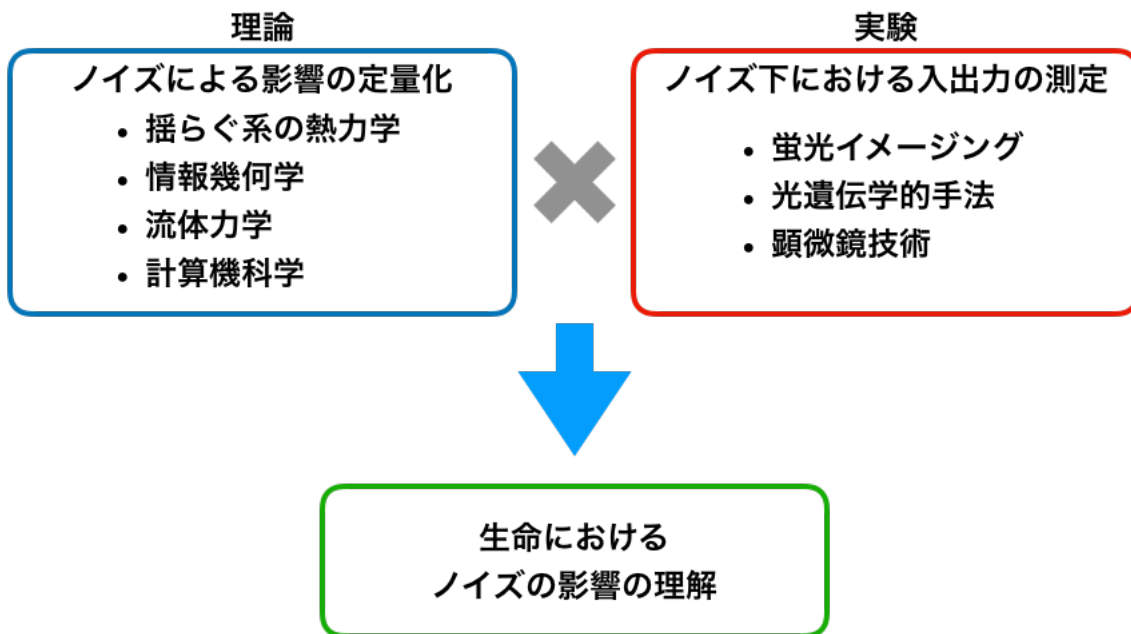 理論
ノイズによる影響の定量化
• 揺らぐ系の熱力学
• 情報幾何学
• 流体力学
• 計算機科学
実験
ノイズ下における入出力の測定
• 蛍光イメージング
• 光遺伝学的手法
• 顕微鏡技術
生命における
ノイズの影響の理解